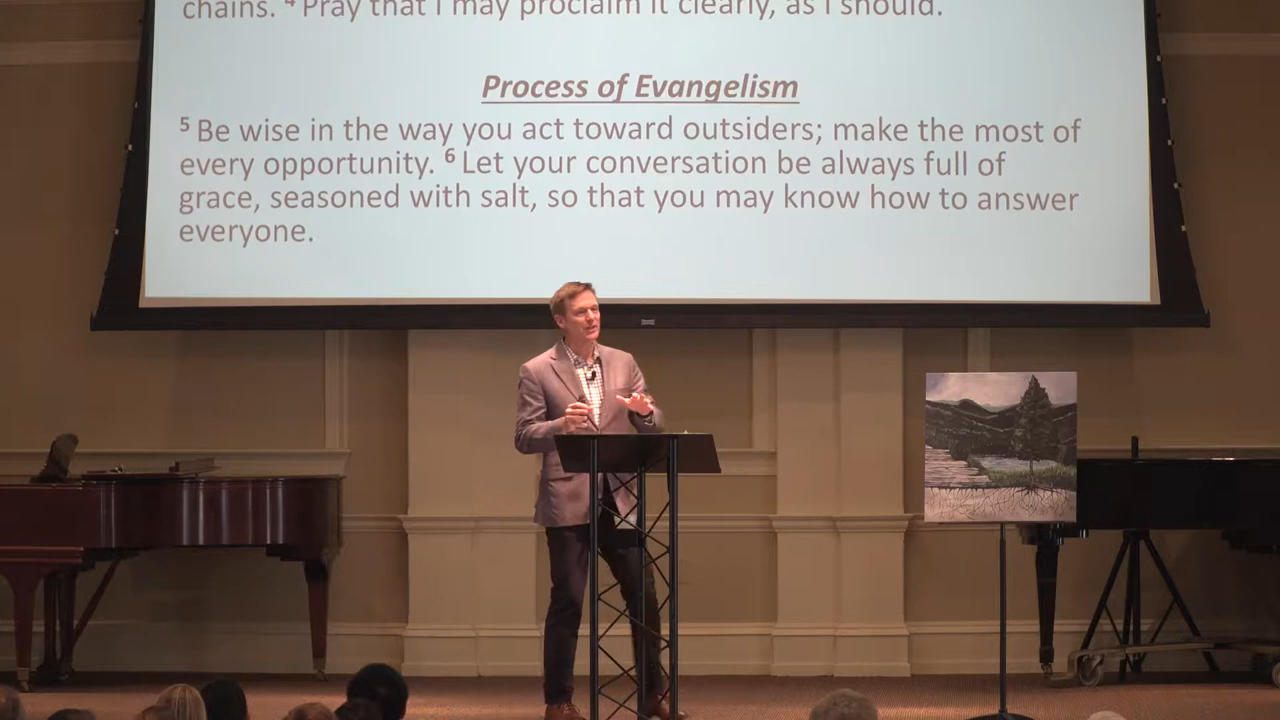 chains. ⁴ Pray that I may proclaim it clearly, as I should.
Process of Evangelism
⁵ Be wise in the way you act toward outsiders; make the most of
every opportunity. ⁶ Let your conversation be always full of
grace, seasoned with salt, so that you may know how to answer
everyone.